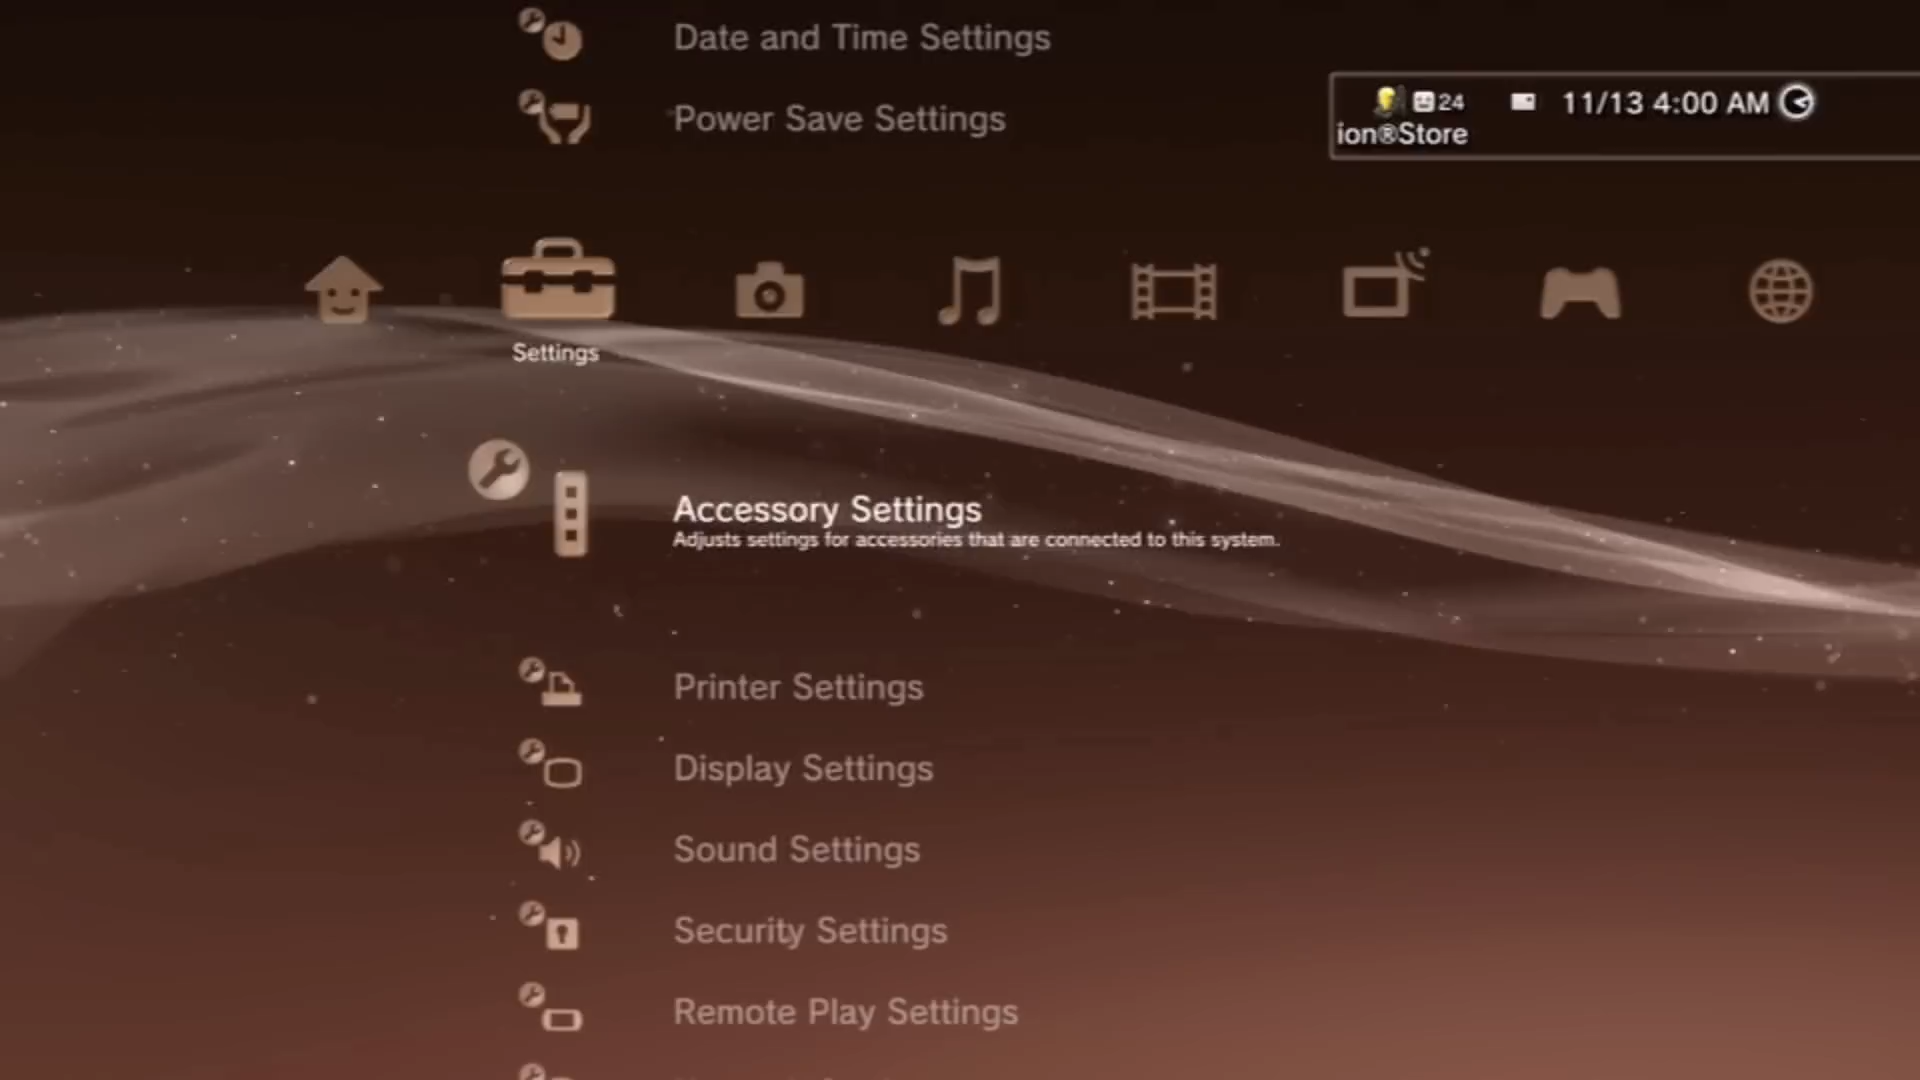 Date and Time Settings
Power Save Settings
24 11/13 4:00 AM
ion®Store
Settings
Accessory Settings
Adjusts settings for accessories that are connected to this system.
Printer Settings
Display Settings
Sound Settings
Security Settings
Remote Play Settings